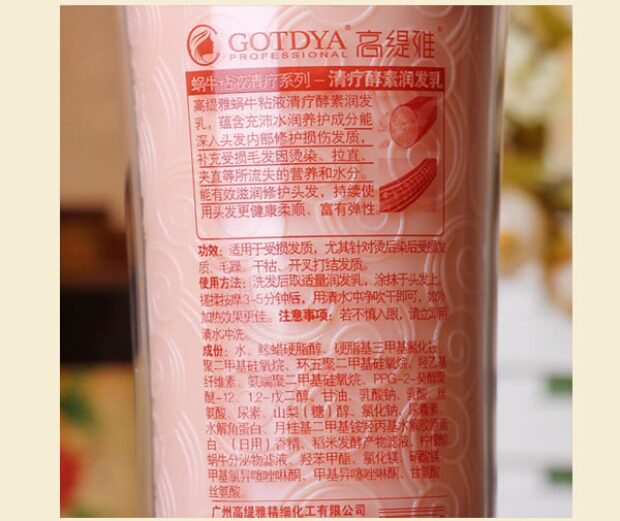 GOTDYA® 高缇雅®
PROFESSIONAL
蜗牛粘液清疗系列－清疗酵素润发乳
高缇雅蜗牛粘液清疗酵素润发
乳，蕴含充沛水润养护成分能
深入头发内部修护损伤发质，
补充受损毛发因烫染、拉直、
夹直等所流失的营养和水分。
能有效滋润修护头发，持续使
用头发更健康柔顺、富有弹性。
功效：适用于受损发质，尤其针对烫后染后受损发
质、毛躁、干枯、开叉打结发质。
使用方法：洗发后取适量润发乳，涂抹于头发上，
搓揉按摩3-5分钟后，用清水冲净吹干即可，如外
加热效果更佳。注意事项：若不慎入眼，请立即用
清水冲洗。
成份：水、鲸蜡硬脂醇、硬脂基三甲基氯化铵、
聚二甲基硅氧烷、环五聚二甲基硅氧烷、羟乙基
纤维素、氨端聚二甲基硅氧烷、PPG-2-癸醇聚
醚-12、1,2-戊二醇、甘油、乳酸钠、乳酸、丝
氨酸、尿素、山梨（糖）醇、氯化钠、尿囊素、
水解角蛋白、月桂基二甲基铵羟丙基水解胶原蛋
白、（日用）香精、稻米发酵产物滤液、柠檬酸、
蜗牛分泌物滤液、羟苯甲酯、氯化镁、硝酸镁、
甲基氯异噻唑啉酮、甲基异噻唑啉酮、甘氨酸、
丝氨酸
广州高缇雅精细化工有限公司